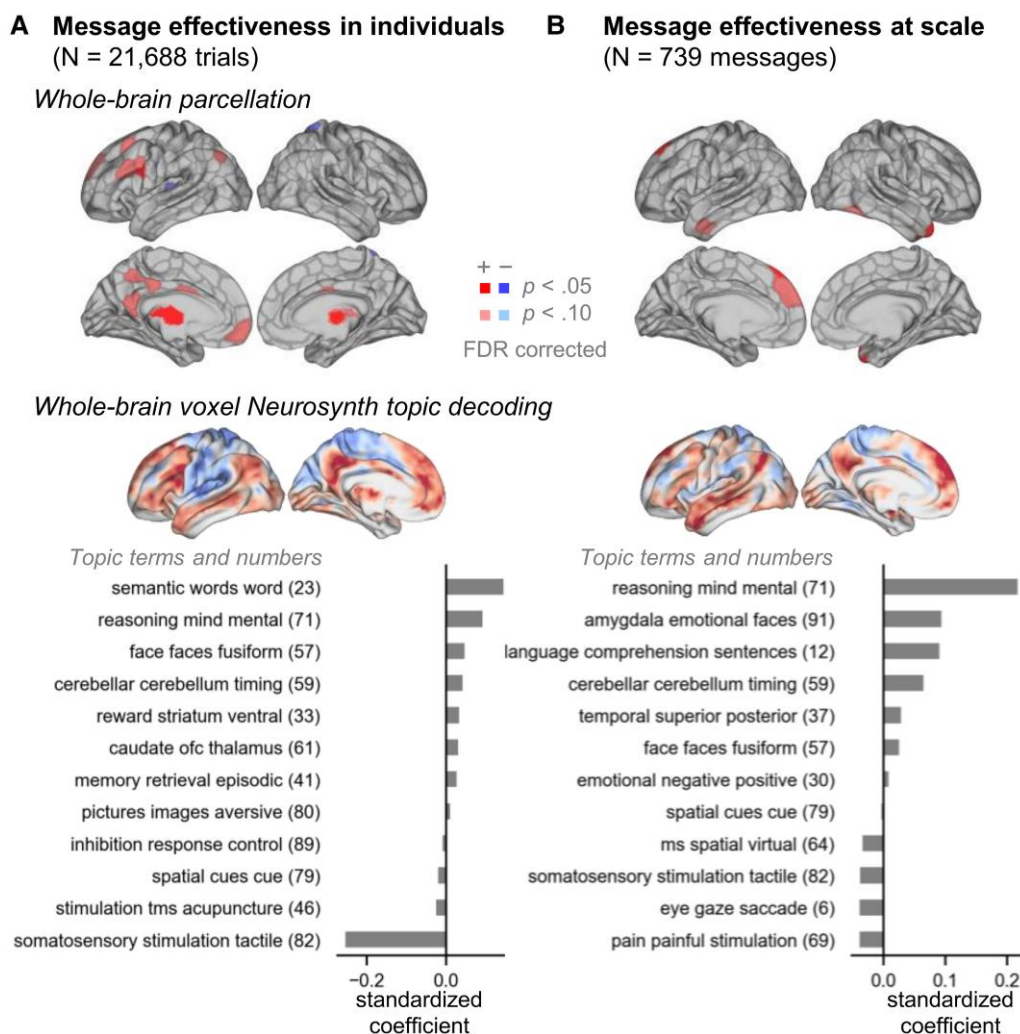 A Message effectiveness in individuals
(N = 21,688 trials)
B Message effectiveness at scale
(N = 739 messages)
Whole-brain parcellation
+ −
p < .05
p < .10
FDR corrected
Whole-brain voxel Neurosynth topic decoding
Topic terms and numbers
semantic words word (23)
reasoning mind mental (71)
face faces fusiform (57)
cerebellar cerebellum timing (59)
reward striatum ventral (33)
caudate ofc thalamus (61)
memory retrieval episodic (41)
pictures images aversive (80)
inhibition response control (89)
spatial cues cue (79)
stimulation tms acupuncture (46)
somatosensory stimulation tactile (82)
−0.2 0.0
standardized
coefficient
Topic terms and numbers
reasoning mind mental (71)
amygdala emotional faces (91)
language comprehension sentences (12)
cerebellar cerebellum timing (59)
temporal superior posterior (37)
face faces fusiform (57)
emotional negative positive (30)
spatial cues cue (79)
ms spatial virtual (64)
somatosensory stimulation tactile (82)
eye gaze saccade (6)
pain painful stimulation (69)
0.0 0.1 0.2
standardized
coefficient